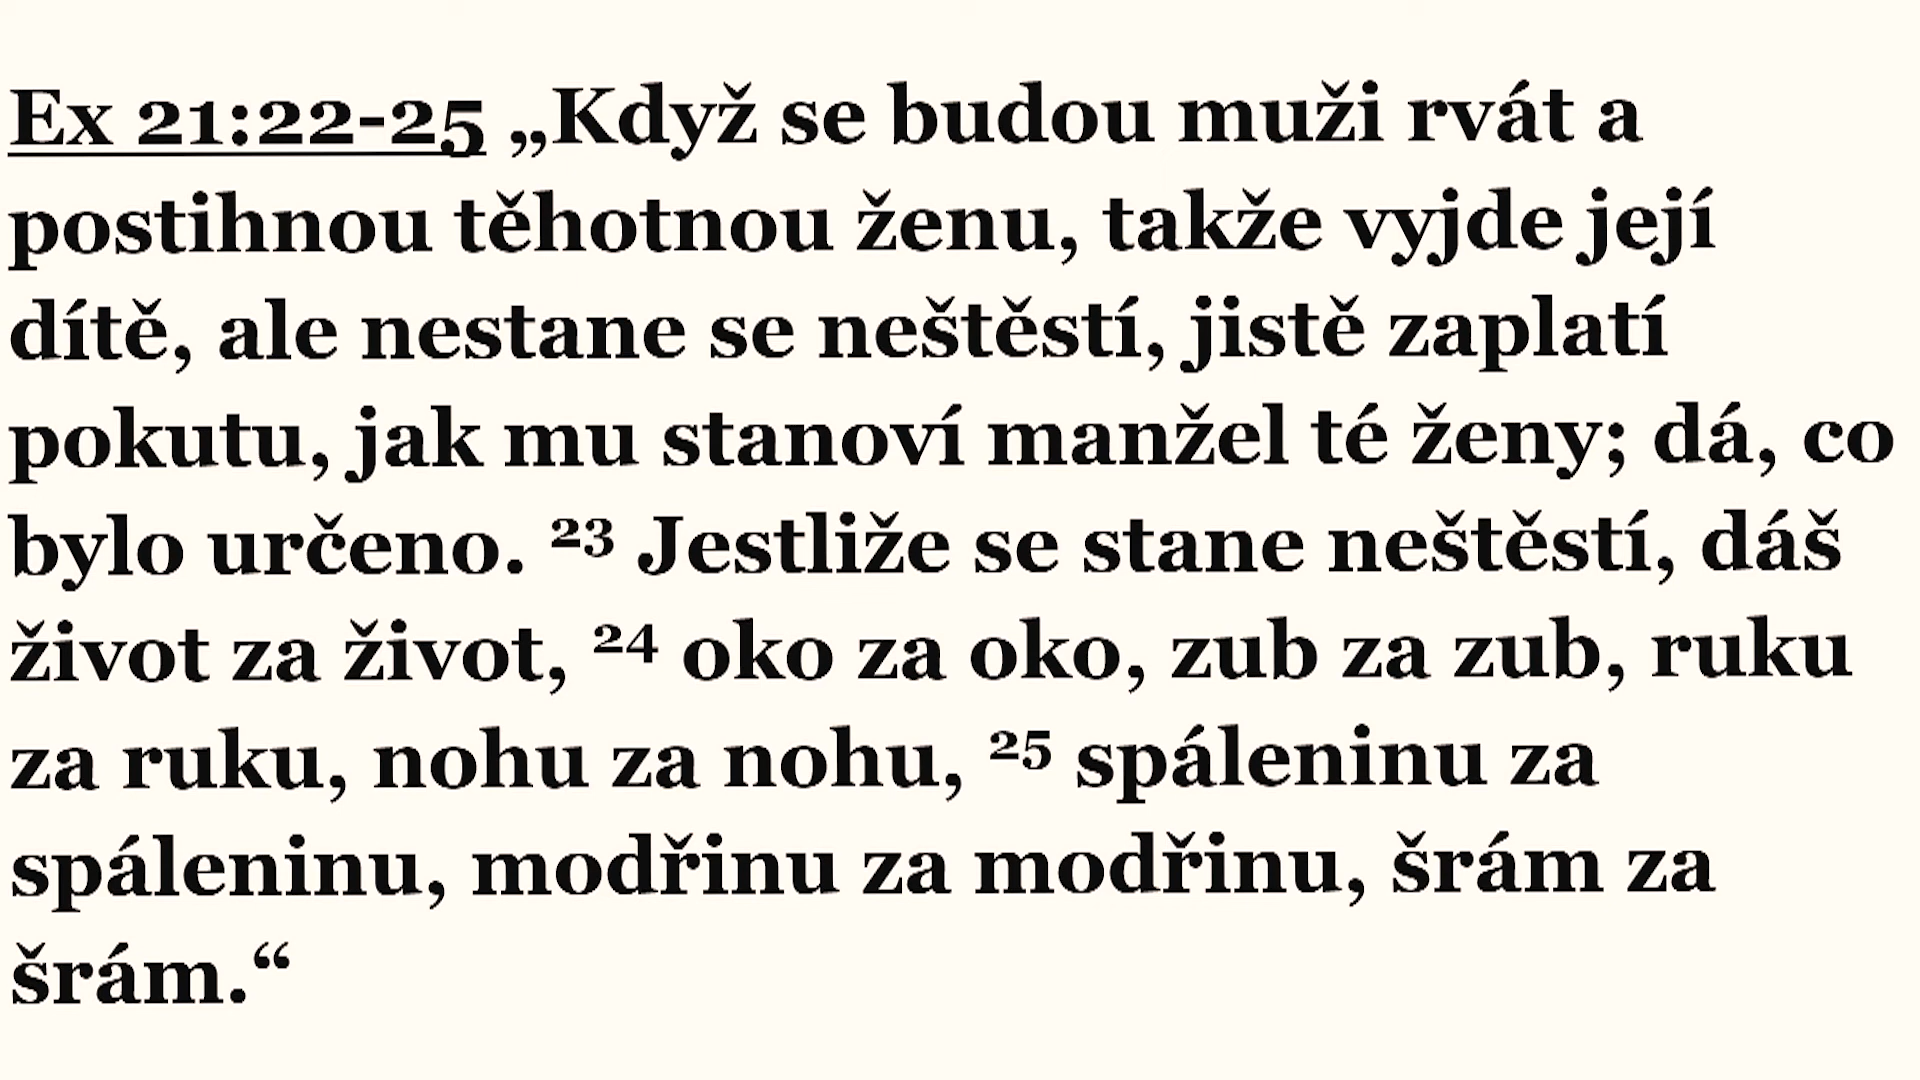 Ex 21:22-25 „Když se budou muži rvát a
postihnou těhotnou ženu, takže vyjde její
dítě, ale nestane se neštěstí, jistě zaplatí
pokutu, jak mu stanoví manžel té ženy; dá, co
bylo určeno. ²³ Jestliže se stane neštěstí, dáš
život za život, ²⁴ oko za oko, zub za zub, ruku
za ruku, nohu za nohu, ²⁵ spáleninu za
spáleninu, modřinu za modřinu, šrám za
šrám.“